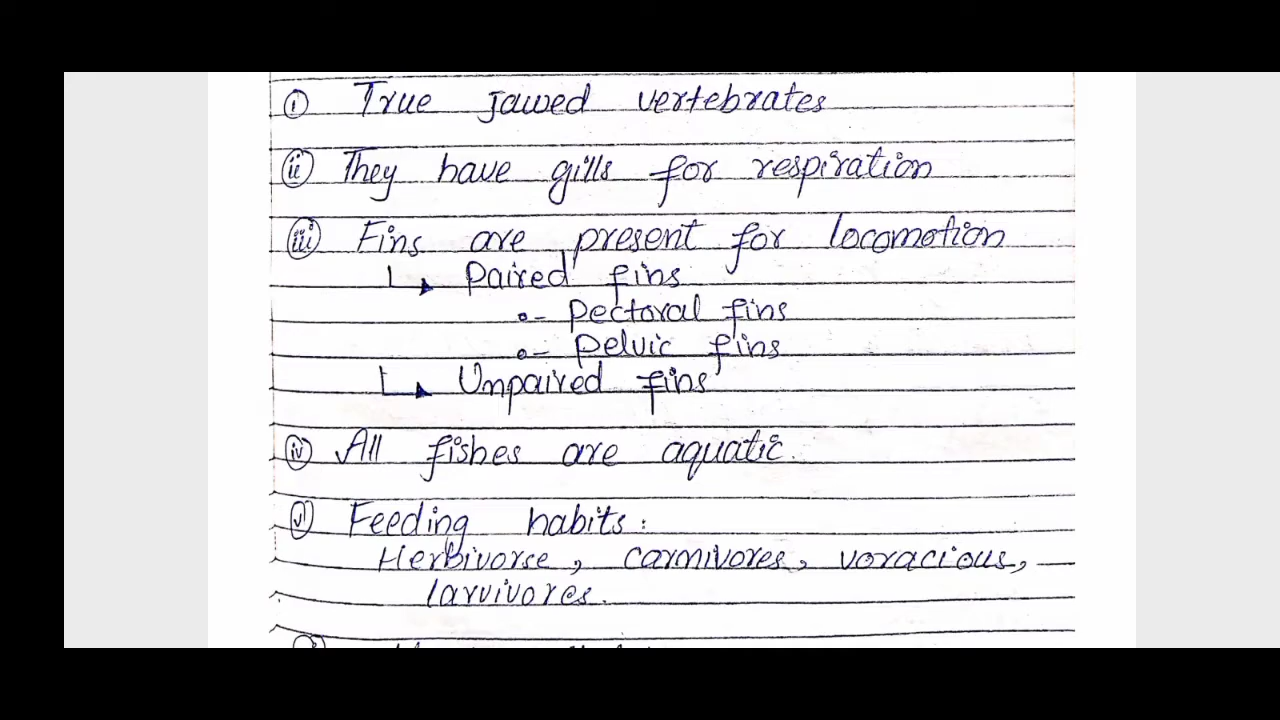 (i) True Jawed vertebrates
(ii) They have gills for respiration
(iii) Fins are present for locomotion
↳ Paired fins
•- Pectoral fins
•- Pelvic fins
↳ Unpaired fins
(iv) All fishes are aquatic.
(v) Feeding habits:
Herbivorse, carnivores, voracious,
larvivores.